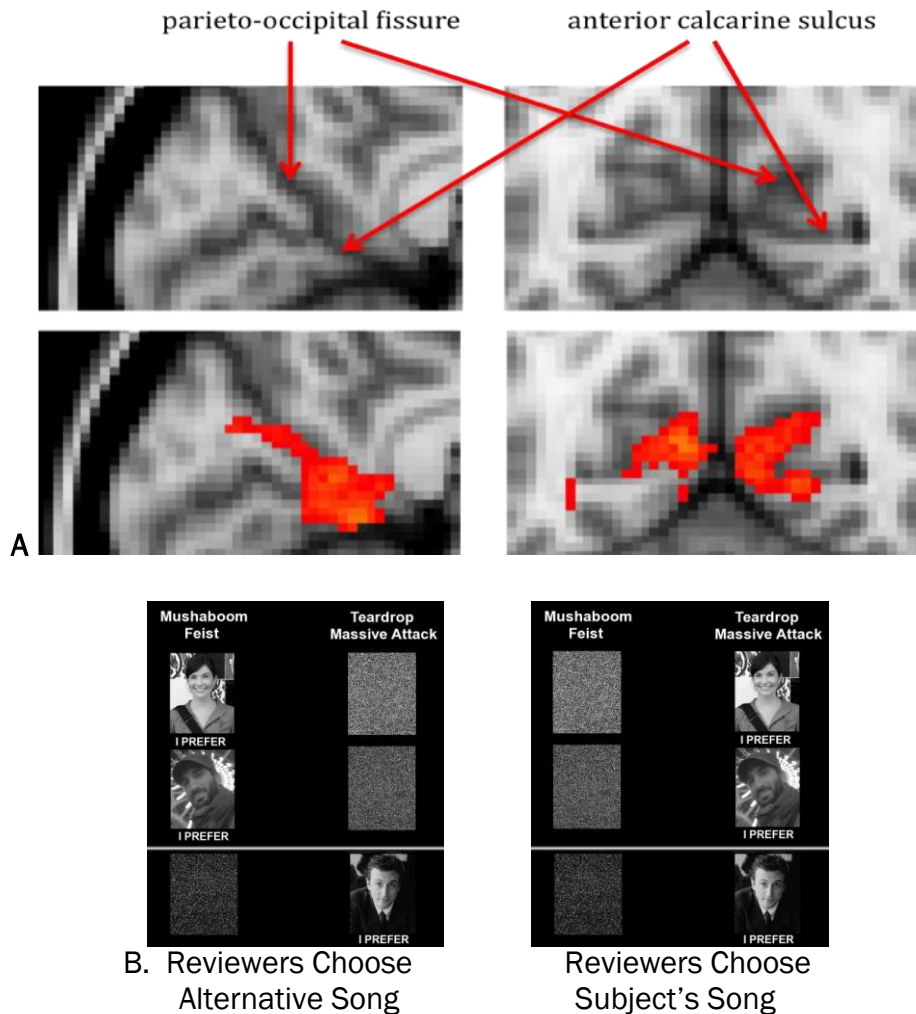 parieto-occipital fissure
anterior calcarine sulcus
A
Mushaboom
Feist
Teardrop
Massive Attack
I PREFER
I PREFER
I PREFER
Mushaboom
Feist
Teardrop
Massive Attack
I PREFER
I PREFER
I PREFER
B. Reviewers Choose
Alternative Song
Reviewers Choose
Subject's Song